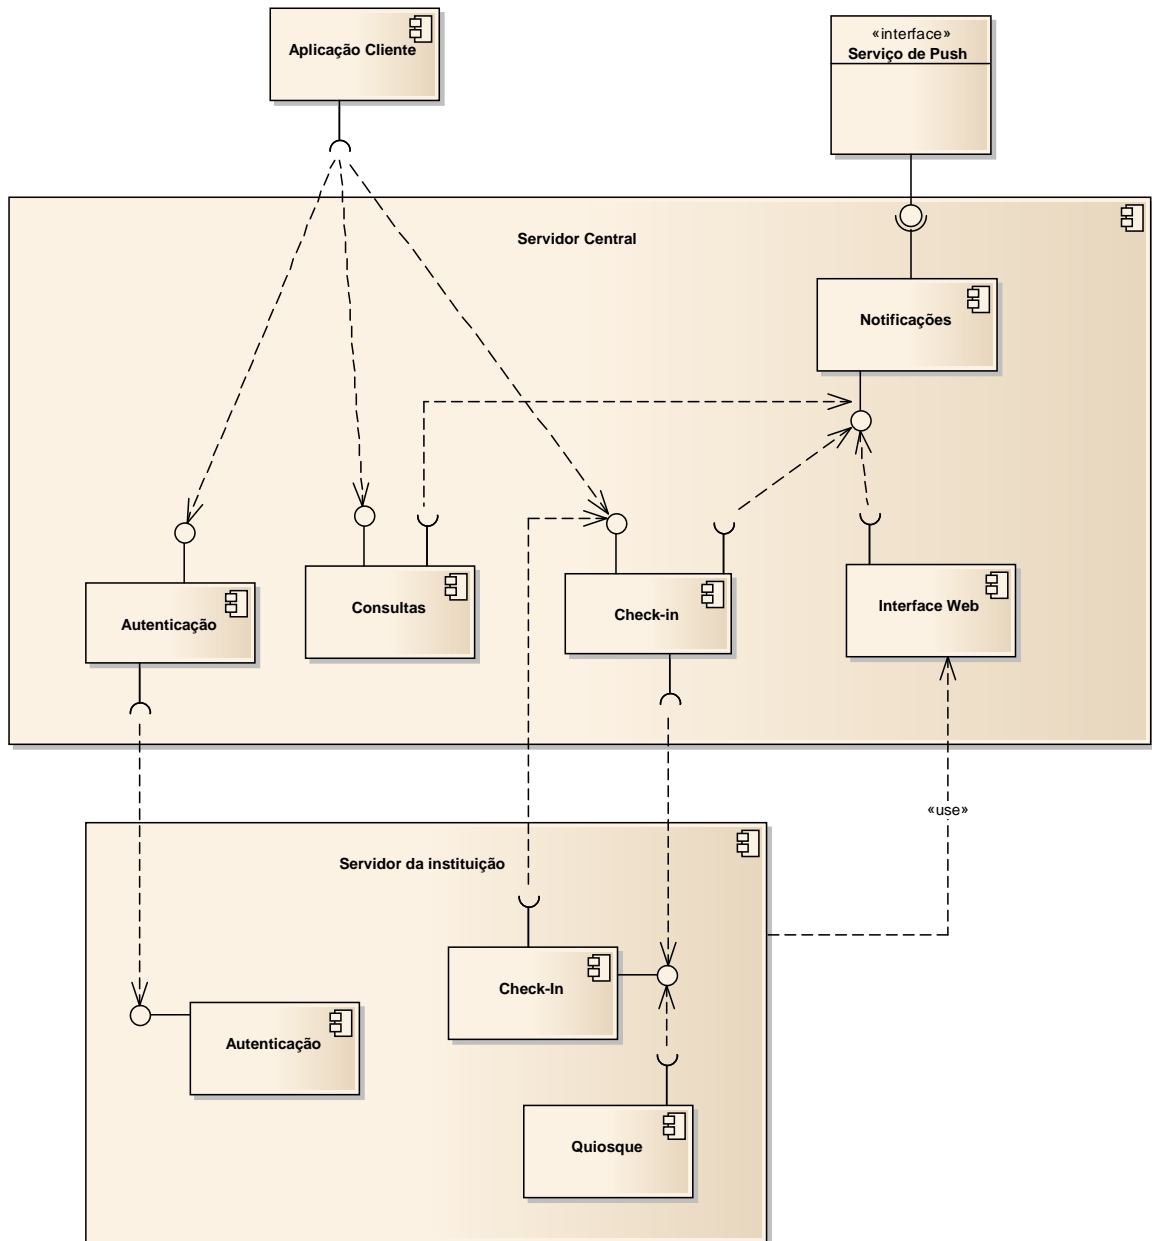 Aplicação Cliente
«interface»
Serviço de Push
Servidor Central
Notificações
Autenticação
Consultas
Check-in
Interface Web
«use»
Servidor da instituição
Check-In
Autenticação
Quiosque